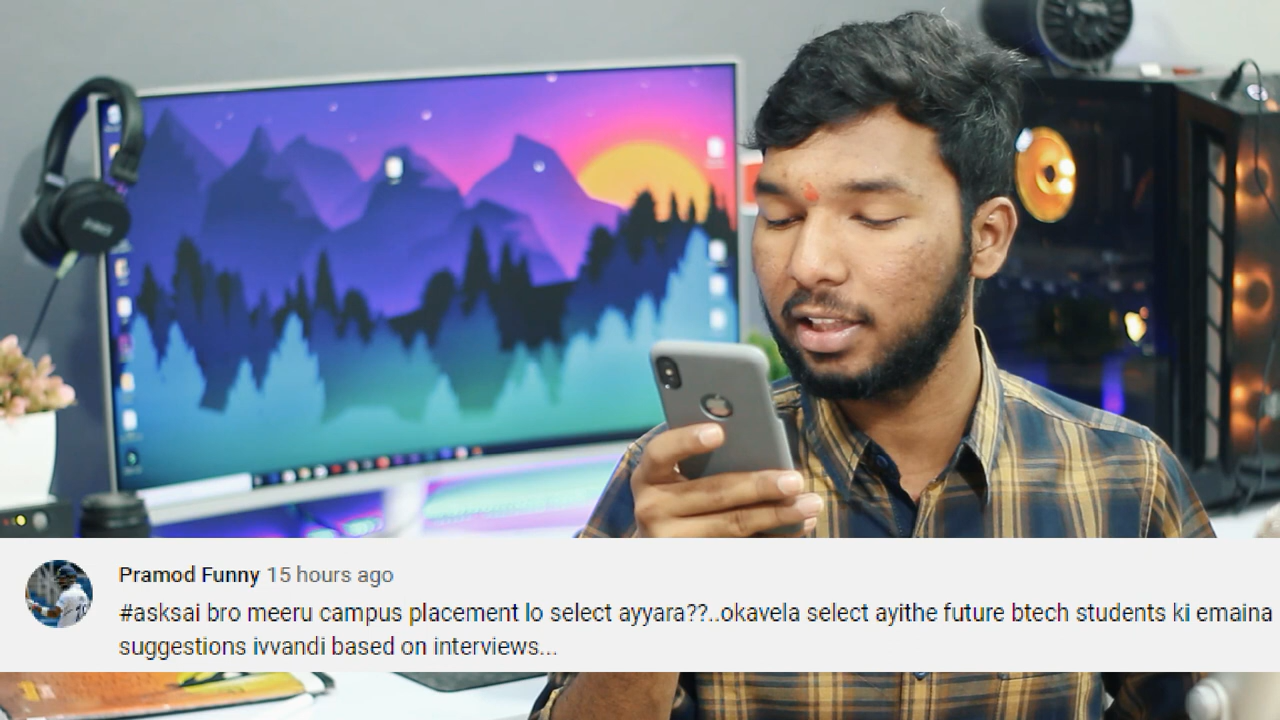 Pramod Funny 15 hours ago
#asksai bro meeru campus placement lo select ayyara??..okavela select ayithe future btech students ki emaina
suggestions ivvandi based on interviews...